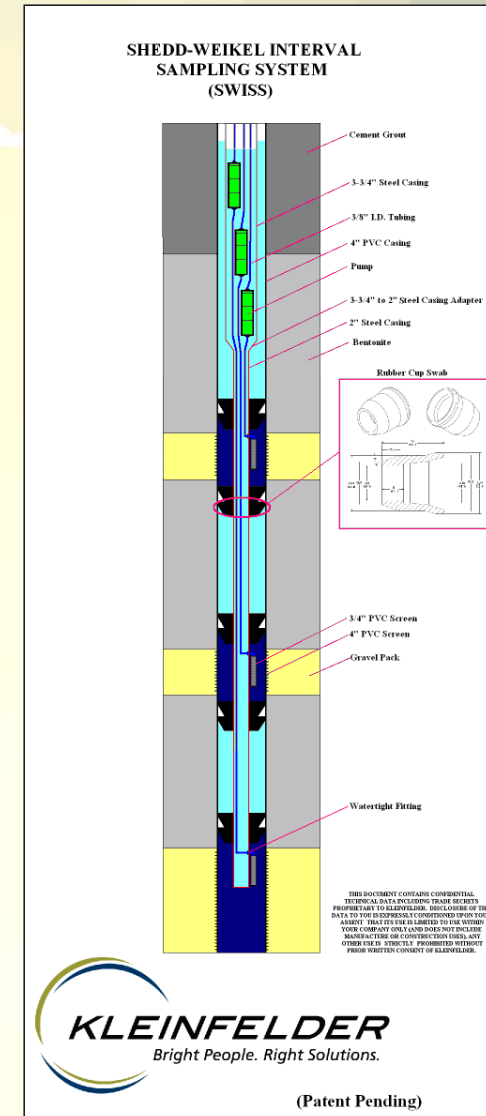 SHEDD-WEIKEL INTERVAL
SAMPLING SYSTEM
(SWISS)
Cement Grout
3-3/4" Steel Casing
3/8" I.D. Tubing
4" PVC Casing
Pump
3-3/4" to 2" Steel Casing Adapter
2" Steel Casing
Bentonite
Rubber Cup Swab
3/4" PVC Screen
4" PVC Screen
Gravel Pack
Watertight Fitting
THIS DOCUMENT CONTAINS CONFIDENTIAL
TECHNICAL DATA INCLUDING TRADE SECRETS
PROPRIETARY TO KLEINFELDER. DISCLOSURE OF TH
DATA TO YOU IS EXPRESSLY CONDITIONED UPON YOU
ASSENT THAT ITS USE IS LIMITED TO USE WITHIN
YOUR COMPANY ONLY (AND DOES NOT INCLUDE
MANUFACTURE OR CONSTRUCTION USES). ANY
OTHER USE IS STRICTLY PROHIBITED WITHOUT
PRIOR WRITTEN CONSENT OF KLEINFELDER.
KLEINFELDER
Bright People. Right Solutions.
(Patent Pending)